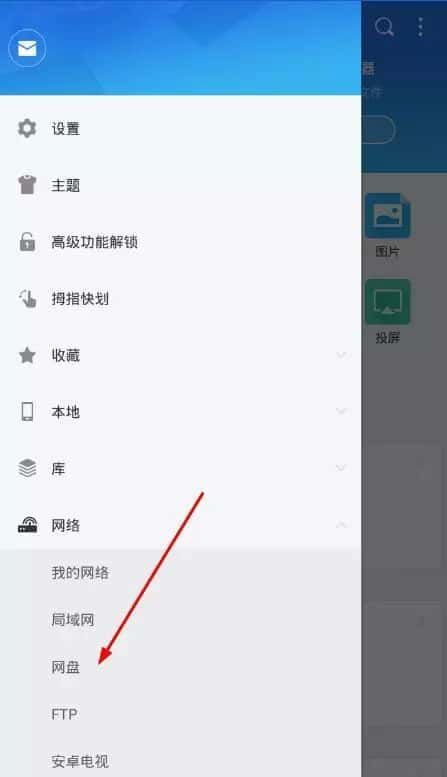 器
文件
设置
主题
图片
高级功能解锁
拇指快划
投屏
收藏
本地
库
网络
我的网络
局域网
网盘
FTP
安卓电视